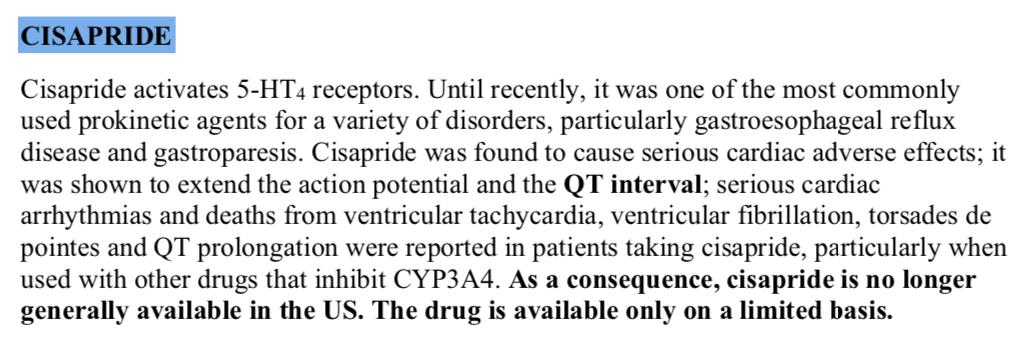 CISAPRIDE
Cisapride activates 5-HT4 receptors. Until recently, it was one of the most commonly
used prokinetic agents for a variety of disorders, particularly gastroesophageal reflux
disease and gastroparesis. Cisapride was found to cause serious cardiac adverse effects; it
was shown to extend the action potential and the QT interval; serious cardiac
arrhythmias and deaths from ventricular tachycardia, ventricular fibrillation, torsades de
pointes and QT prolongation were reported in patients taking cisapride, particularly when
used with other drugs that inhibit CYP3A4. As a consequence, cisapride is no longer
generally available in the US. The drug is available only on a limited basis.